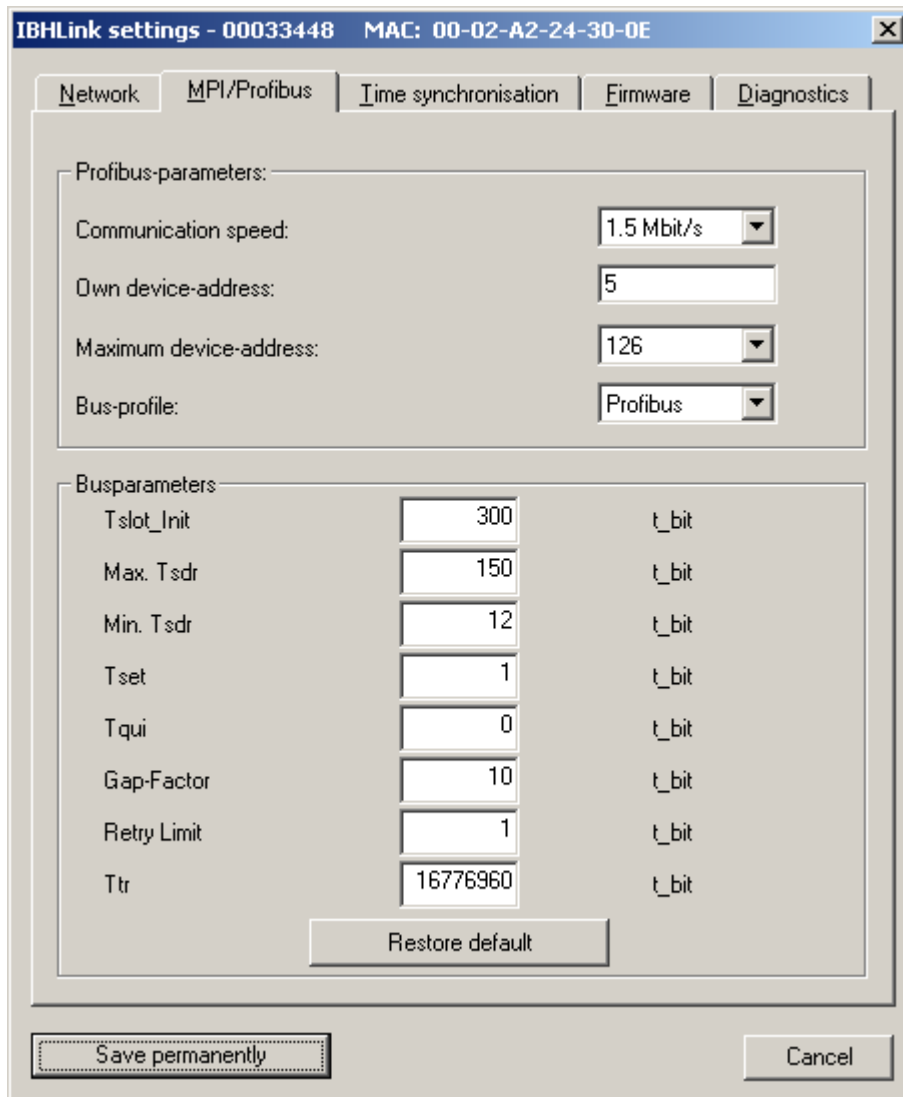 IBHLink settings - 00033448 MAC: 00-02-A2-24-30-0E
Network MPI/Profibus Time synchronisation Firmware Diagnostics
Profibus-parameters:
Communication speed: 1.5 Mbit/s
Own device-address: 5
Maximum device-address: 126
Bus-profile: Profibus
Busparameters
Tslot_Init 300 t_bit
Max. Tsdr 150 t_bit
Min. Tsdr 12 t_bit
Tset 1 t_bit
Tqui 0 t_bit
Gap-Factor 10 t_bit
Retry Limit 1 t_bit
Ttr 16776960 t_bit
Restore default
Save permanently Cancel